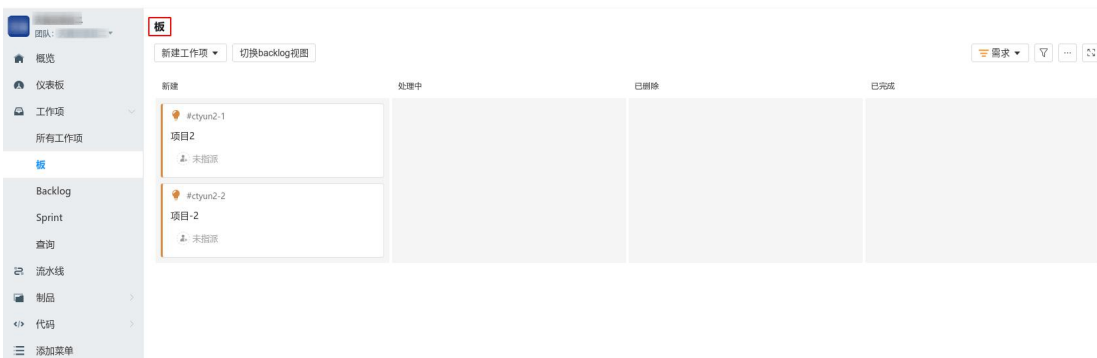 团队:
板
概览
仪表板
工作项
所有工作项
板
Backlog
Sprint
查询
流水线
制品
代码
添加菜单
新建工作项
切换backlog视图
需求
新建
处理中
已删除
已完成
#ctyun2-1
项目2
未指派
#ctyun2-2
项目-2
未指派